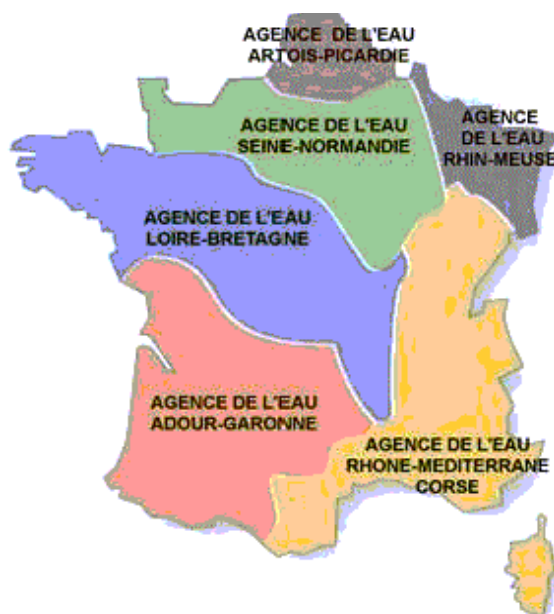 AGENCE DE L'EAU
ARTOIS-PICARDIE
AGENCE DE L'EAU
SEINE-NORMANDIE
AGENCE
DE L'EAU
RHIN-MEUSE
AGENCE DE L'EAU
LOIRE-BRETAGNE
AGENCE DE L'EAU
ADOUR-GARONNE
AGENCE DE L'EAU
RHONE-MEDITERRANE
CORSE